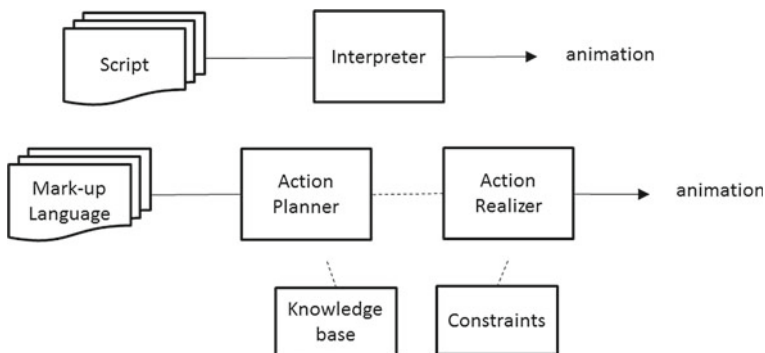 Script
Interpreter
animation
Mark-up
Language
Action
Planner
Action
Realizer
animation
Knowledge
base
Constraints